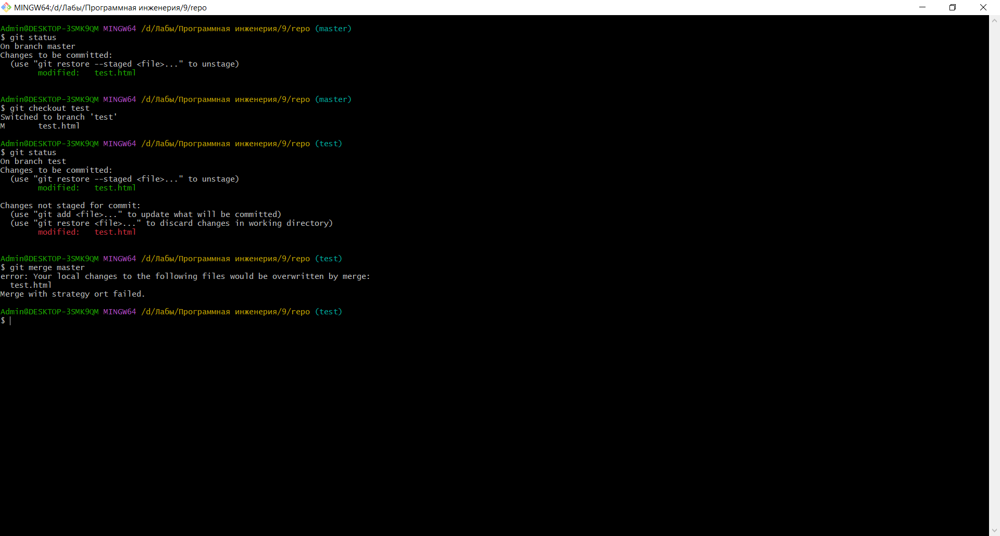 MINGW64:/d/Лабы/Программная инженерия/9/repo
Admin@DESKTOP-3SMK9QM MINGW64 /d/Лабы/Программная инженерия/9/repo (master)
$ git status
On branch master
Changes to be committed:
  (use "git restore --staged <file>..." to unstage)
        modified:   test.html
Admin@DESKTOP-3SMK9QM MINGW64 /d/Лабы/Программная инженерия/9/repo (master)
$ git checkout test
Switched to branch 'test'
M       test.html
Admin@DESKTOP-3SMK9QM MINGW64 /d/Лабы/Программная инженерия/9/repo (test)
$ git status
On branch test
Changes to be committed:
  (use "git restore --staged <file>..." to unstage)
        modified:   test.html
Changes not staged for commit:
  (use "git add <file>..." to update what will be committed)
  (use "git restore <file>..." to discard changes in working directory)
        modified:   test.html
Admin@DESKTOP-3SMK9QM MINGW64 /d/Лабы/Программная инженерия/9/repo (test)
$ git merge master
error: Your local changes to the following files would be overwritten by merge:
  test.html
Merge with strategy ort failed.
Admin@DESKTOP-3SMK9QM MINGW64 /d/Лабы/Программная инженерия/9/repo (test)
$